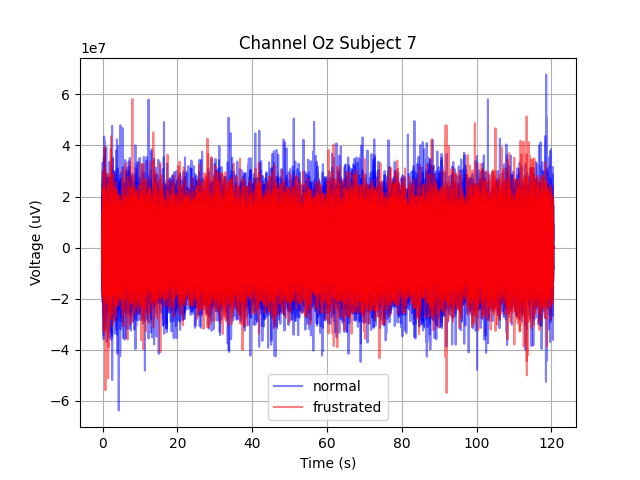 Channel Oz Subject 7
1e7
6
4
2
0
−2
−4
−6
Voltage (uV)
normal
frustrated
0 20 40 60 80 100 120
Time (s)